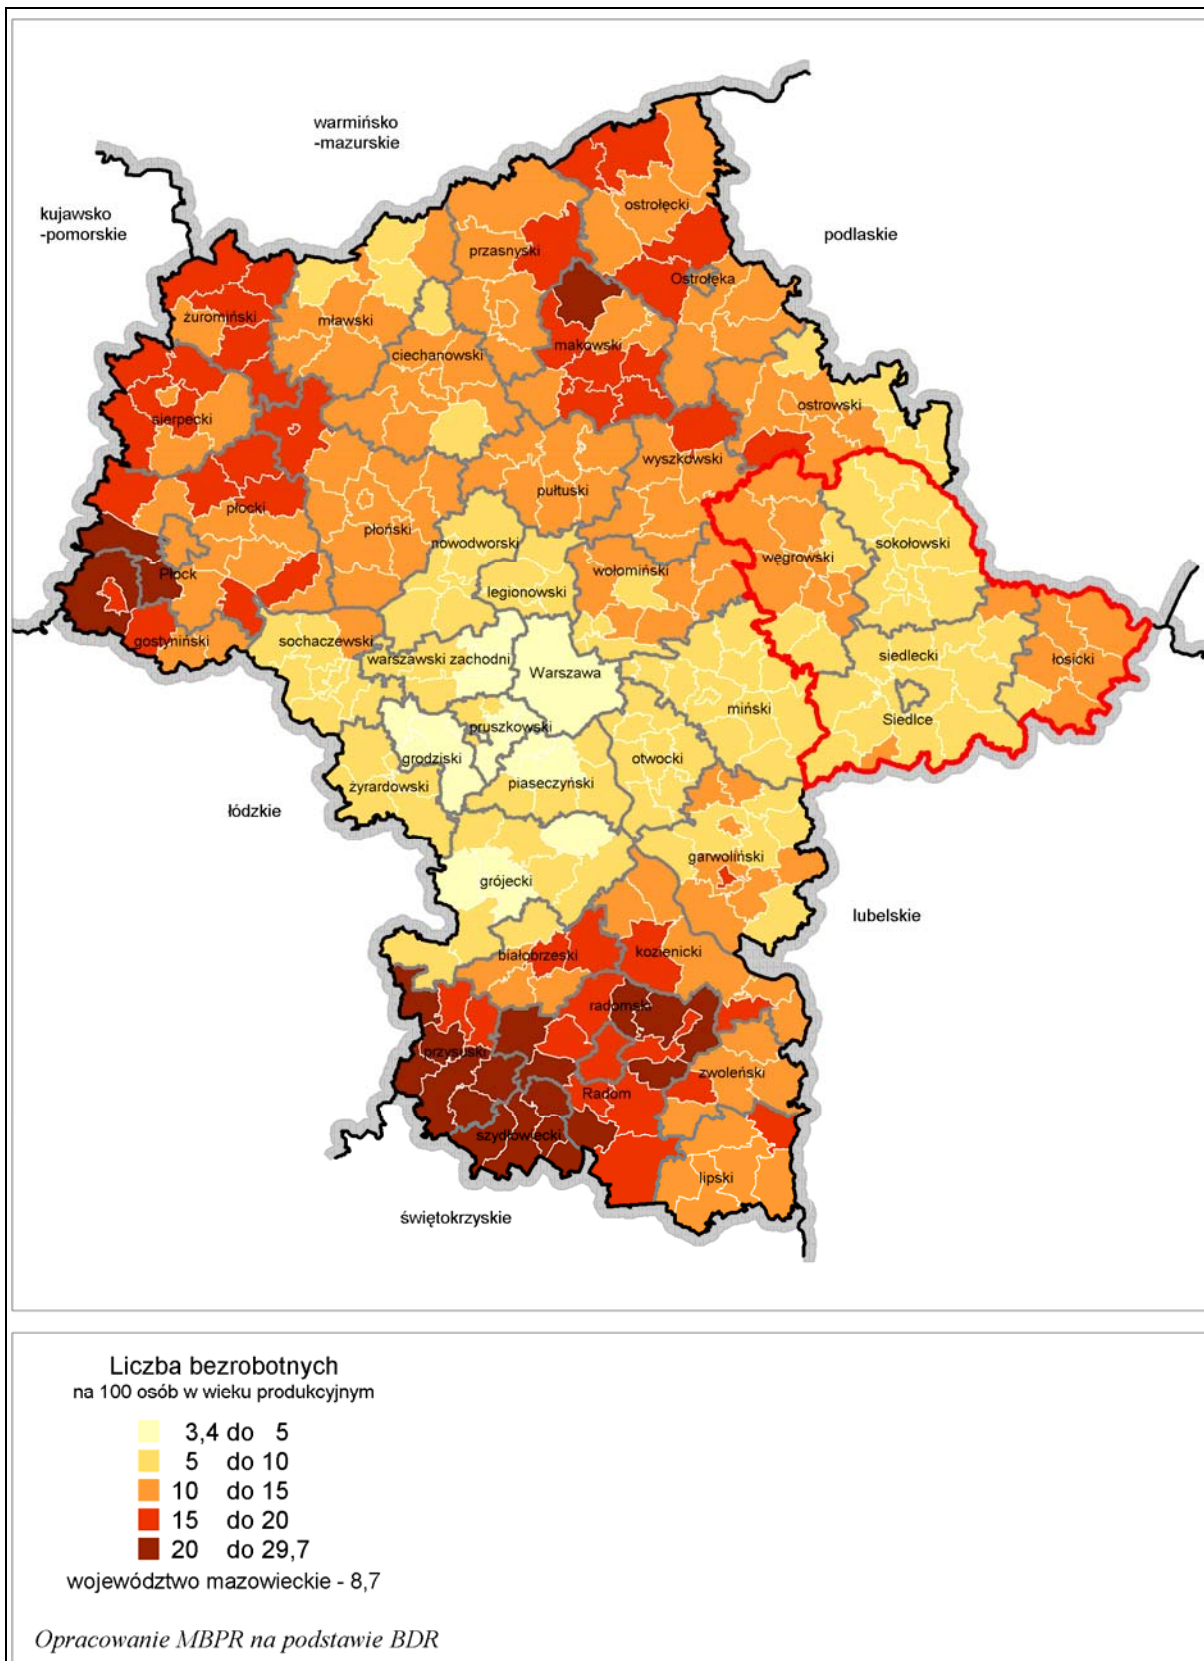 warmińsko
-mazurskie
kujawsko
-pomorskie
podlaskie
ostrołęcki
przasnyski
Ostrołęka
żuromiński
mławski
makowski
ciechanowski
sierpecki
ostrowski
wyszkowski
pułtuski
płocki
płoński
nowodworski
sokołowski
węgrowski
Płock
wołomiński
legionowski
gostyniński
sochaczewski
warszawski zachodni
siedlecki
łosicki
Warszawa
miński
Siedlce
pruszkowski
grodziski
otwocki
piaseczyński
żyrardowski
łódzkie
garwoliński
grójecki
lubelskie
białobrzeski
kozienicki
radomski
przysuski
zwoleński
Radom
szydłowiecki
lipski
świętokrzyskie
Liczba bezrobotnych
na 100 osób w wieku produkcyjnym
3,4 do 5
5 do 10
10 do 15
15 do 20
20 do 29,7
województwo mazowieckie - 8,7
Opracowanie MBPR na podstawie BDR